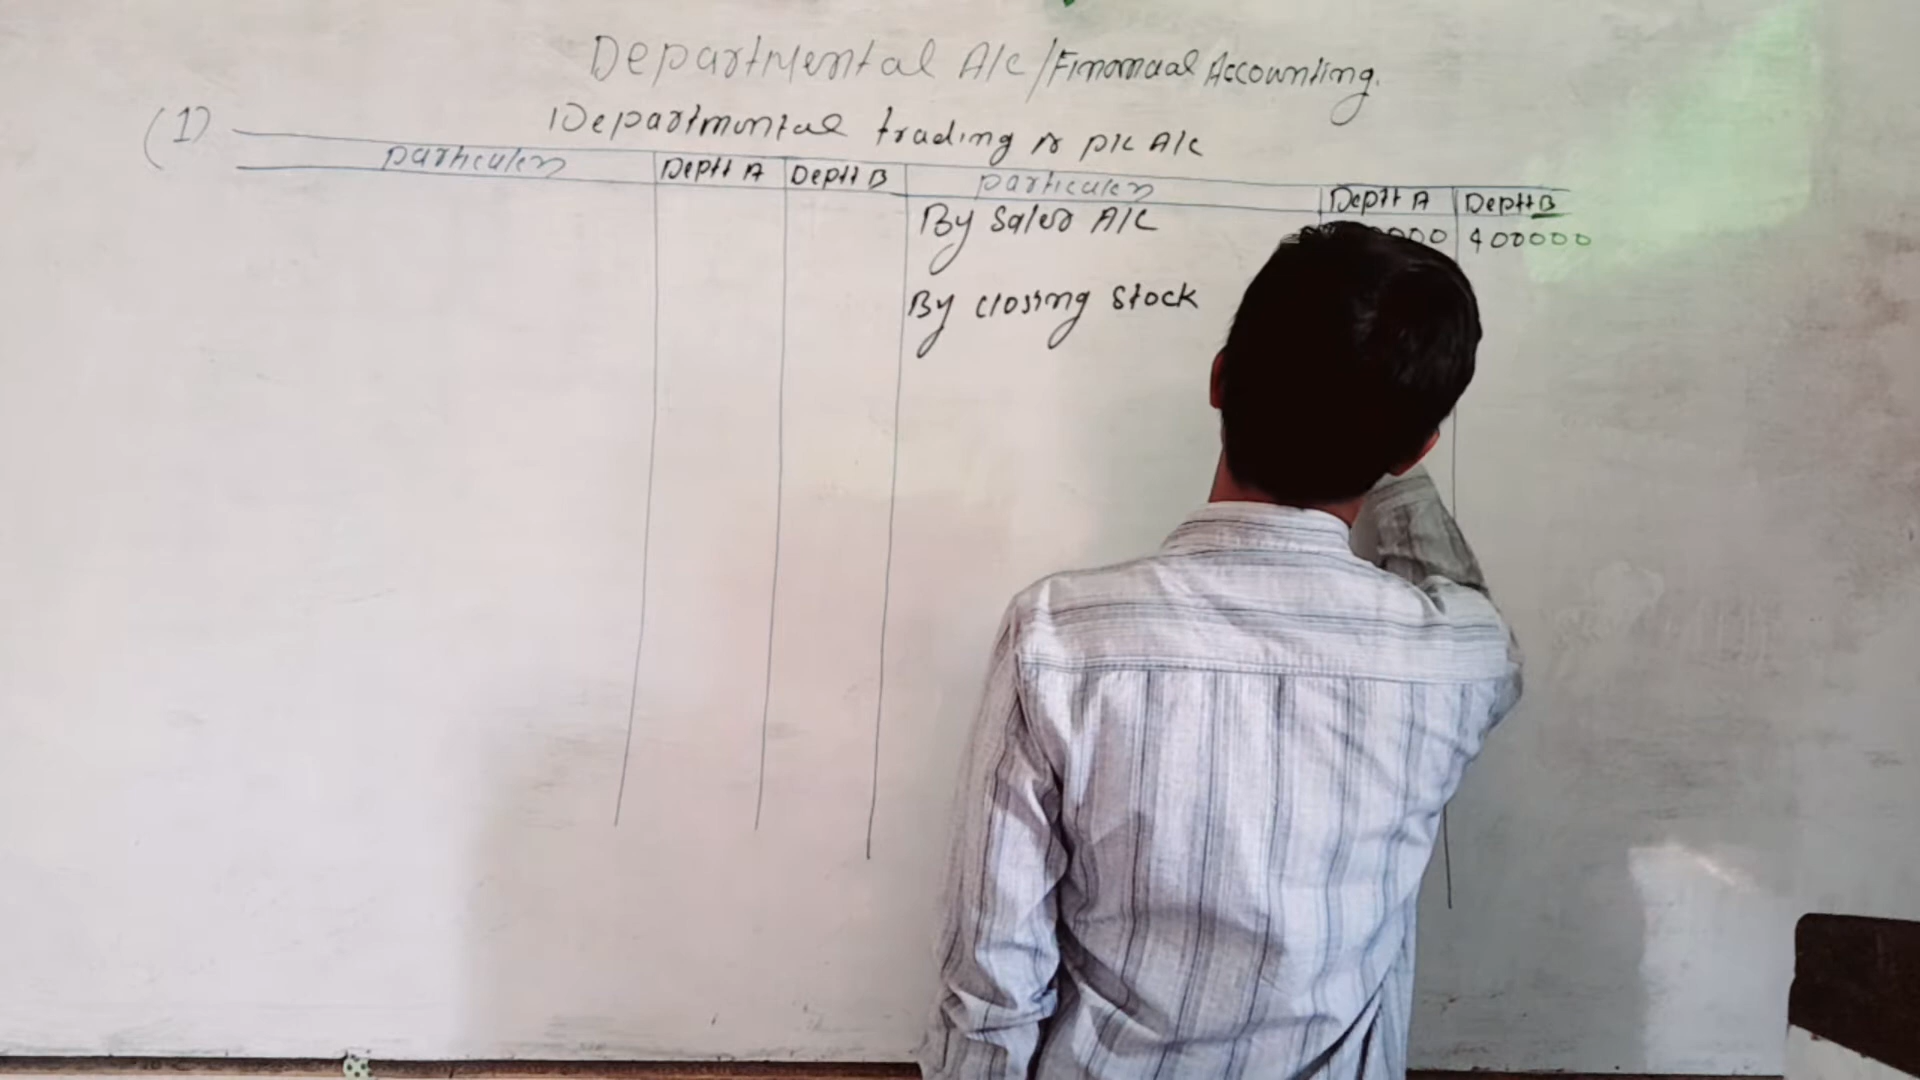 Departmental A/c / Financial Accounting.
(1) Departmental trading & P/L A/c
particulars Deptt A Deptt B particulars Deptt A Deptt B
By Sales A/c 400000
By closing Stock